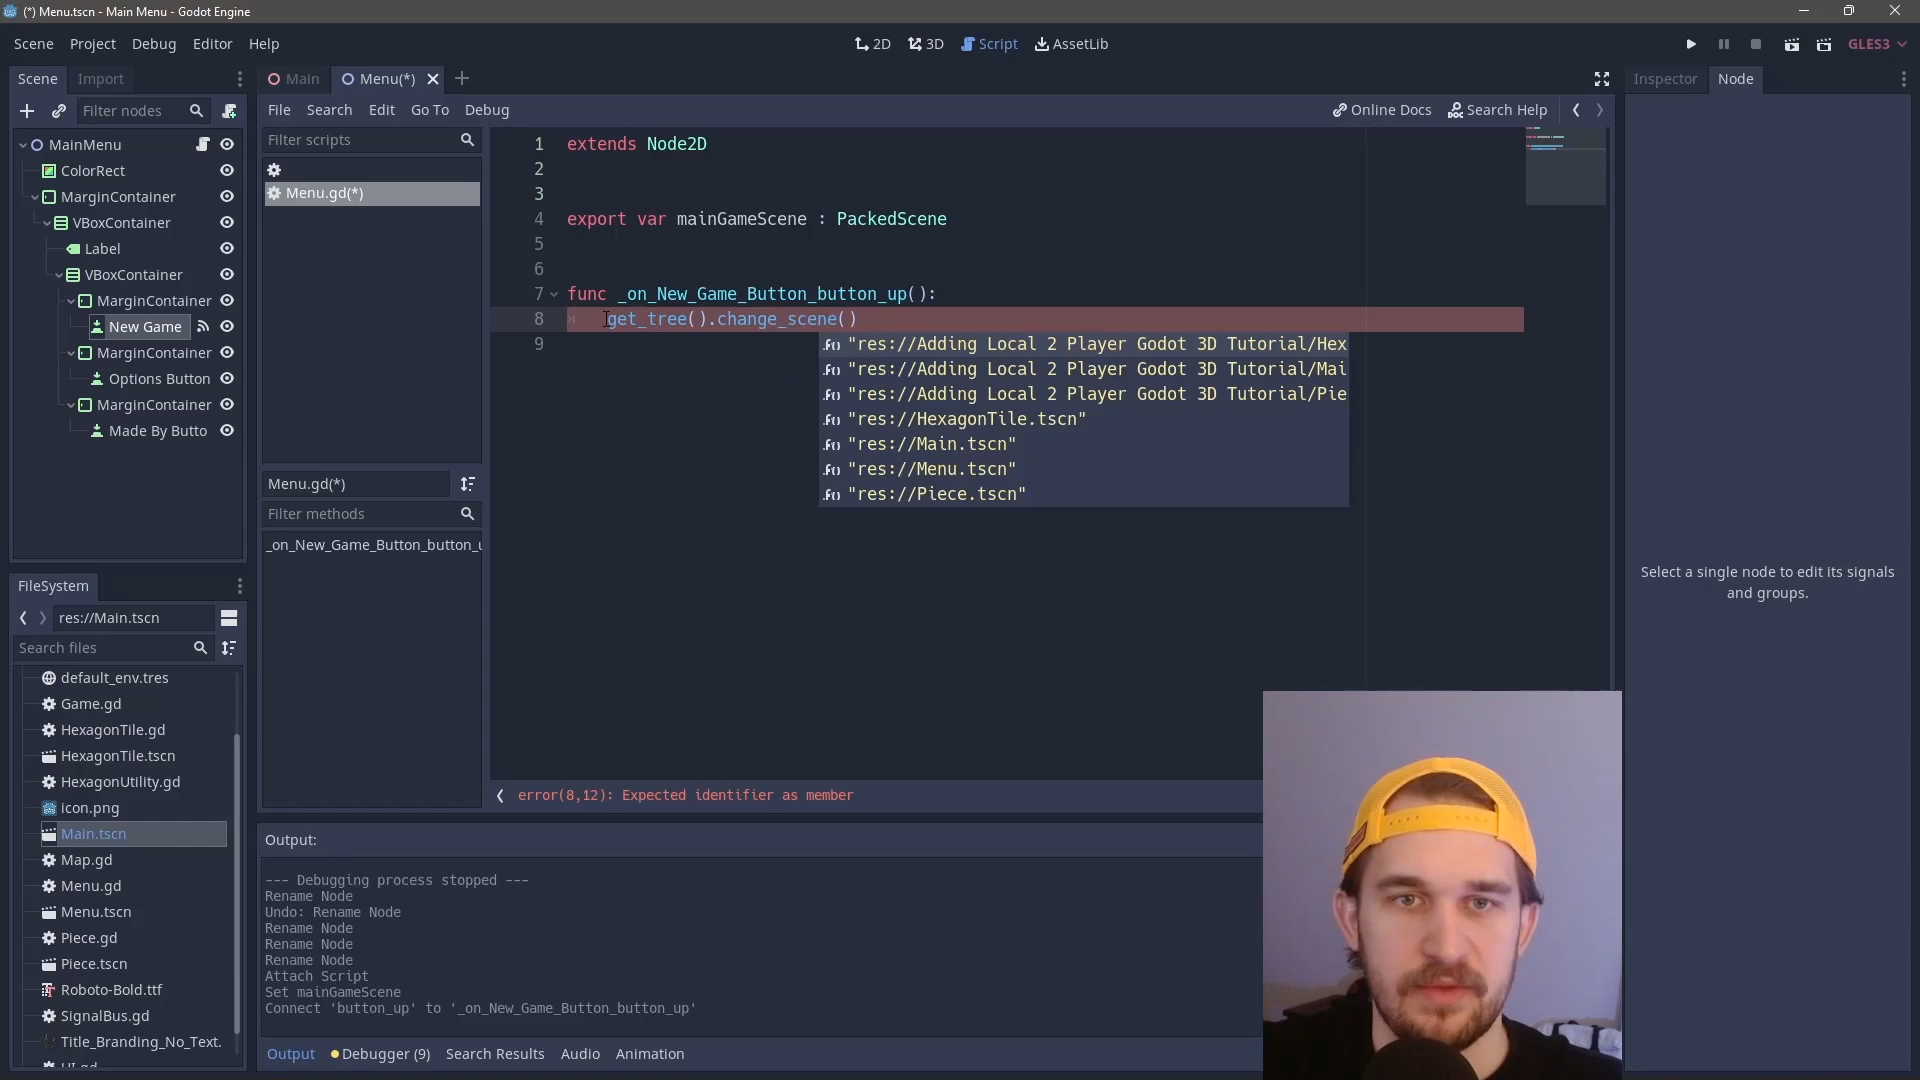 (*) Menu.tscn - Main Menu - Godot Engine
Scene Project Debug Editor Help
2D 3D Script AssetLib
GLES3
Scene Import
Main Menu(*)
Inspector Node
Filter nodes
File Search Edit Go To Debug
Online Docs Search Help
MainMenu
ColorRect
MarginContainer
VBoxContainer
Label
VBoxContainer
MarginContainer
New Game
MarginContainer
Options Button
MarginContainer
Made By Butto
Filter scripts
Menu.gd(*)
Menu.gd(*)
Filter methods
_on_New_Game_Button_button_u
1 extends Node2D
2
3
4 export var mainGameScene : PackedScene
5
6
7 func _on_New_Game_Button_button_up():
8 get_tree().change_scene()
9
"res://Adding Local 2 Player Godot 3D Tutorial/Hex
"res://Adding Local 2 Player Godot 3D Tutorial/Mai
"res://Adding Local 2 Player Godot 3D Tutorial/Pie
"res://HexagonTile.tscn"
"res://Main.tscn"
"res://Menu.tscn"
"res://Piece.tscn"
error(8,12): Expected identifier as member
Select a single node to edit its signals
and groups.
FileSystem
res://Main.tscn
Search files
default_env.tres
Game.gd
HexagonTile.gd
HexagonTile.tscn
HexagonUtility.gd
icon.png
Main.tscn
Map.gd
Menu.gd
Menu.tscn
Piece.gd
Piece.tscn
Roboto-Bold.ttf
SignalBus.gd
Title_Branding_No_Text.
Output:
--- Debugging process stopped ---
Rename Node
Undo: Rename Node
Rename Node
Rename Node
Rename Node
Attach Script
Set mainGameScene
Connect 'button_up' to '_on_New_Game_Button_button_up'
Output Debugger (9) Search Results Audio Animation